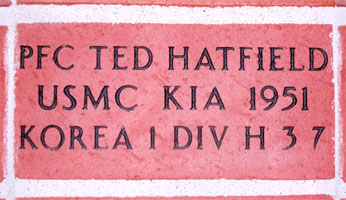 PFC TED HATFIELD
USMC KIA 1951
KOREA 1 DIV H 3 7